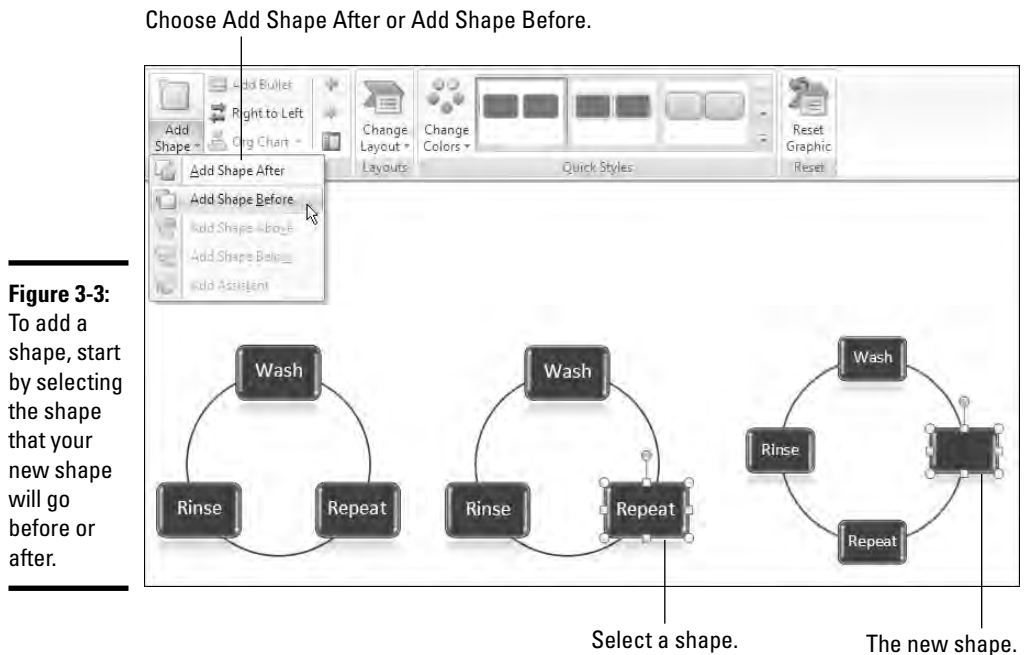 Choose Add Shape After or Add Shape Before.
Add Bullet
Right to Left
Add
Shape
Org Chart
Change
Layout
Change
Colors
Reset
Graphic
Layouts
Quick Styles
Reset
Add Shape After
Add Shape Before
Add Shape Above
Add Shape Below
Add Assistant
Figure 3-3:
To add a
shape, start
by selecting
the shape
that your
new shape
will go
before or
after.
Wash
Rinse
Repeat
Wash
Rinse
Repeat
Wash
Rinse
Repeat
Select a shape.
The new shape.